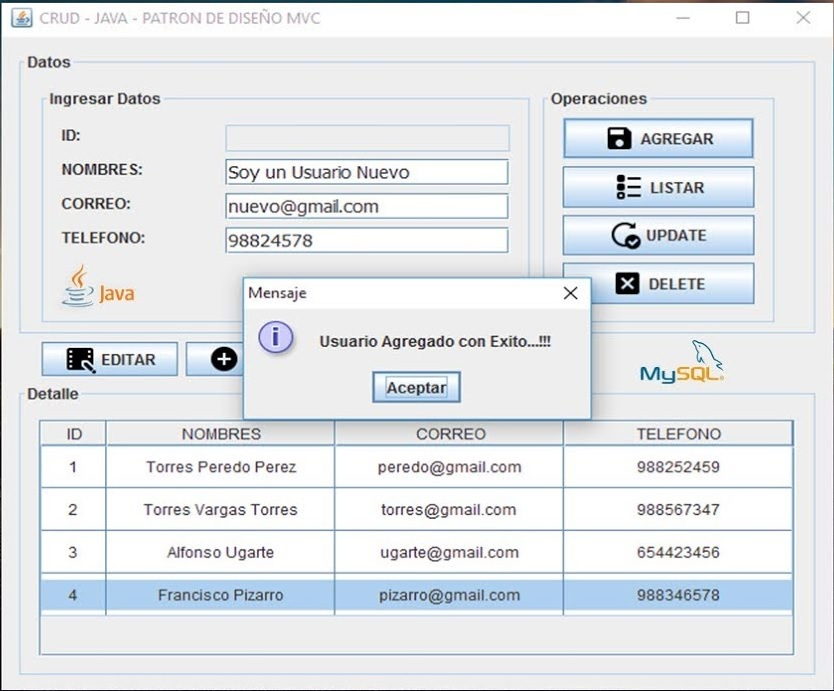 CRUD - JAVA - PATRON DE DISEÑO MVC
Datos
Ingresar Datos
ID:
NOMBRES: Soy un Usuario Nuevo
CORREO: nuevo@gmail.com
TELEFONO: 98824578
Java
Operaciones
AGREGAR
LISTAR
UPDATE
DELETE
Mensaje
Usuario Agregado con Exito...!!!
Aceptar
EDITAR
MySQL
Detalle
ID NOMBRES CORREO TELEFONO
1 Torres Peredo Perez peredo@gmail.com 988252459
2 Torres Vargas Torres torres@gmail.com 988567347
3 Alfonso Ugarte ugarte@gmail.com 654423456
4 Francisco Pizarro pizarro@gmail.com 988346578